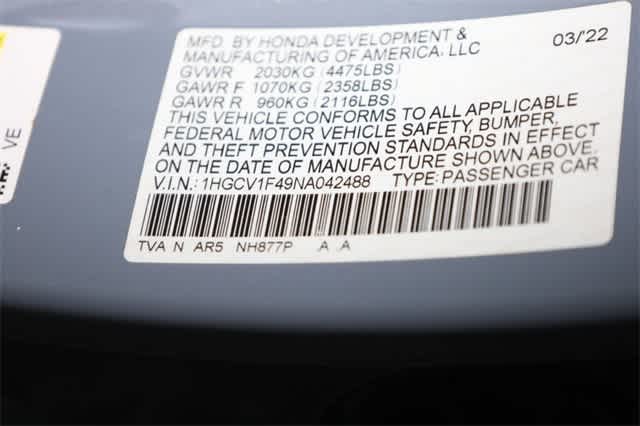 MFD. BY HONDA DEVELOPMENT & 03/'22
MANUFACTURING OF AMERICA, LLC
GVWR 2030KG (4475LBS)
GAWR F 1070KG (2358LBS)
GAWR R 960KG (2116LBS)
THIS VEHICLE CONFORMS TO ALL APPLICABLE
FEDERAL MOTOR VEHICLE SAFETY, BUMPER,
AND THEFT PREVENTION STANDARDS IN EFFECT
ON THE DATE OF MANUFACTURE SHOWN ABOVE.
V.I.N.: 1HGCV1F49NA042488 TYPE: PASSENGER CAR
TVA N AR5 NH877P A A
VE